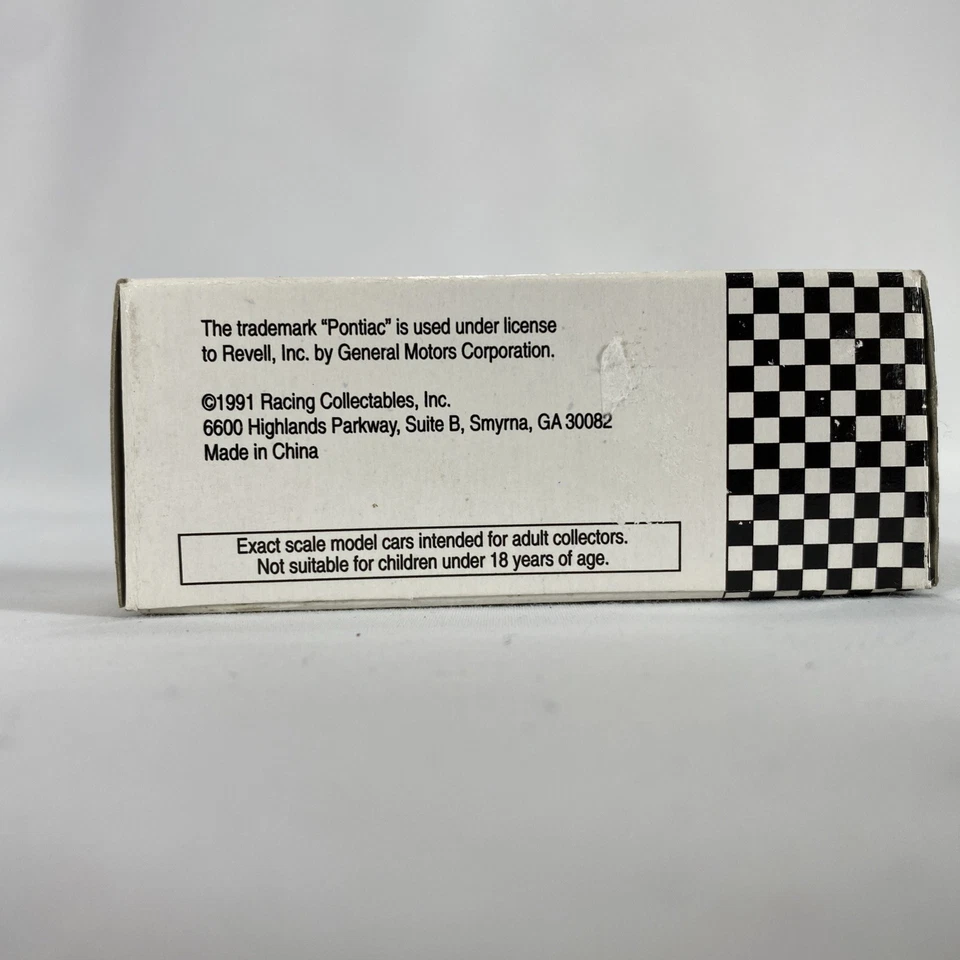 The trademark “Pontiac” is used under license
to Revell, Inc. by General Motors Corporation.
©1991 Racing Collectables, Inc.
6600 Highlands Parkway, Suite B, Smyrna, GA 30082
Made in China
Exact scale model cars intended for adult collectors.
Not suitable for children under 18 years of age.